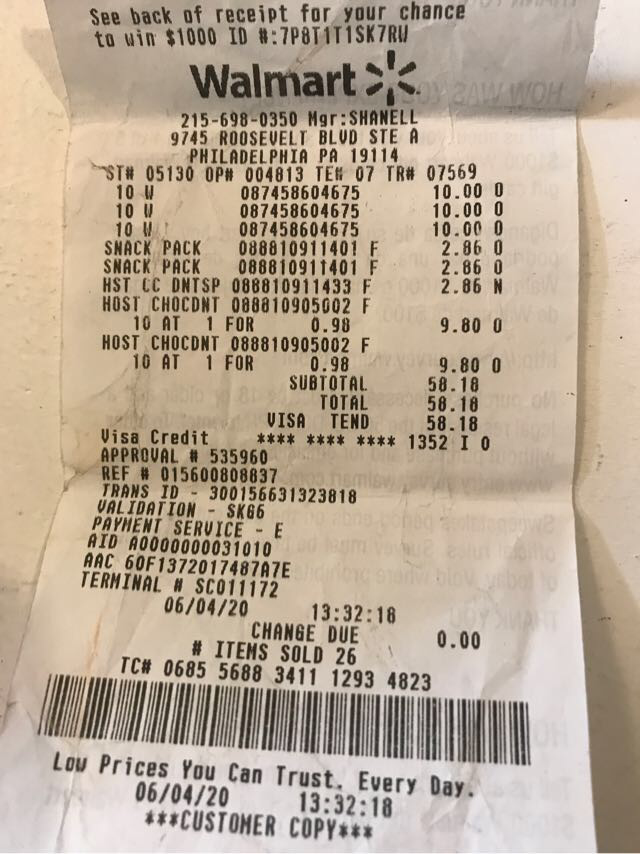 See back of receipt for your chance
to win $1000 ID #:7P8T1T1SK7RW
Walmart
215-698-0350 Mgr:SHANELL
9745 ROOSEVELT BLVD STE A
PHILADELPHIA PA 19114
ST# 05130 OP# 004813 TE# 07 TR# 07569
10 W 087458604675 10.00 O
10 W 087458604675 10.00 O
10 W 087458604675 10.00 O
SNACK PACK 088810911401 F 2.86 O
SNACK PACK 088810911401 F 2.86 O
HST CC DNTSP 088810911433 F 2.86 N
HOST CHOCDNT 088810905002 F
10 AT 1 FOR 0.98 9.80 O
HOST CHOCDNT 088810905002 F
10 AT 1 FOR 0.98 9.80 O
SUBTOTAL 58.18
TOTAL 58.18
VISA TEND 58.18
Visa Credit **** **** **** 1352 I 0
APPROVAL # 535960
REF # 015600808837
TRANS ID - 300156631323818
VALIDATION - SK66
PAYMENT SERVICE - E
AID A0000000031010
AAC 60F1372017487A7E
TERMINAL # SC011172
06/04/20 13:32:18
CHANGE DUE 0.00
# ITEMS SOLD 26
TC# 0685 5688 3411 1293 4823
Low Prices You Can Trust. Every Day.
06/04/20 13:32:18
***CUSTOMER COPY***